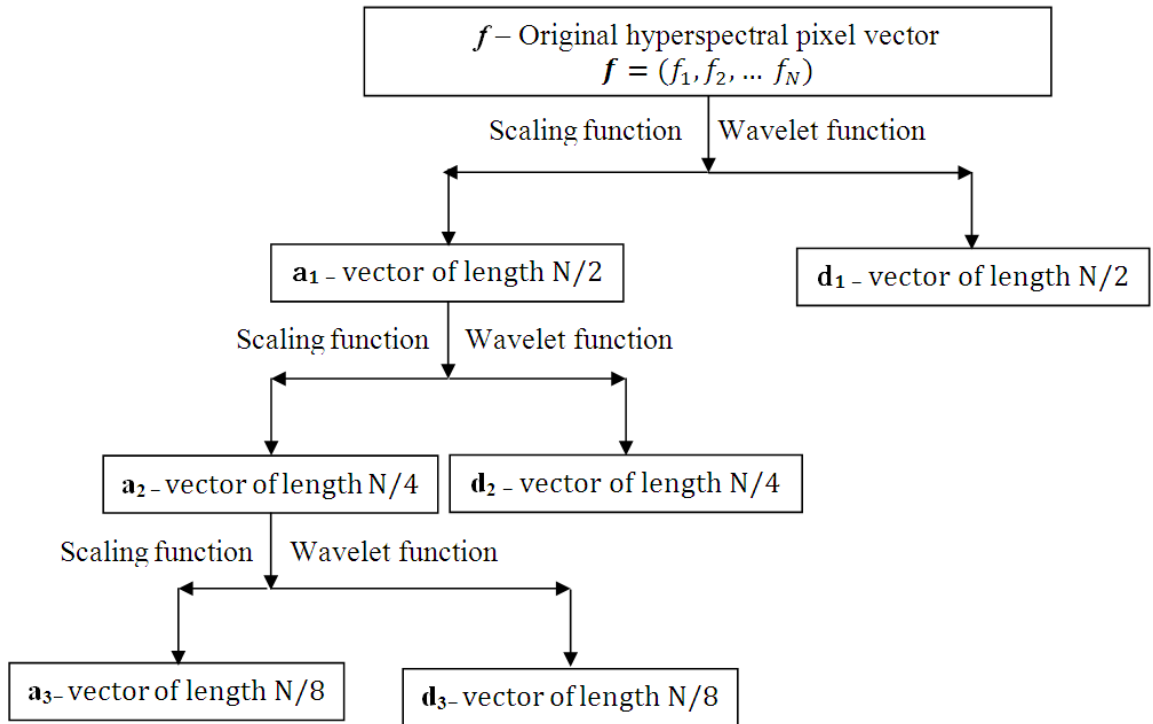 f – Original hyperspectral pixel vector
f = (f₁, f₂, … f_N)
Scaling function Wavelet function
a₁ – vector of length N/2
d₁ – vector of length N/2
Scaling function Wavelet function
a₂ – vector of length N/4
d₂ – vector of length N/4
Scaling function Wavelet function
a₃– vector of length N/8
d₃– vector of length N/8